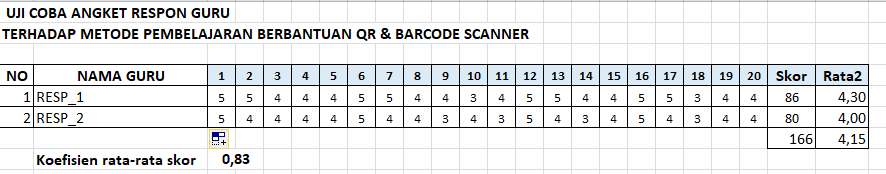 UJI COBA ANGKET RESPON GURU
TERHADAP METODE PEMBELAJARAN BERBANTUAN QR & BARCODE SCANNER
NO NAMA GURU 1 2 3 4 5 6 7 8 9 10 11 12 13 14 15 16 17 18 19 20 Skor Rata2
1 RESP_1 5 5 4 4 4 5 5 4 4 3 4 5 5 4 4 5 5 3 4 4 86 4,30
2 RESP_2 5 4 4 4 4 5 4 4 3 4 3 5 4 3 4 5 4 3 4 4 80 4,00
166 4,15
Koefisien rata-rata skor 0,83